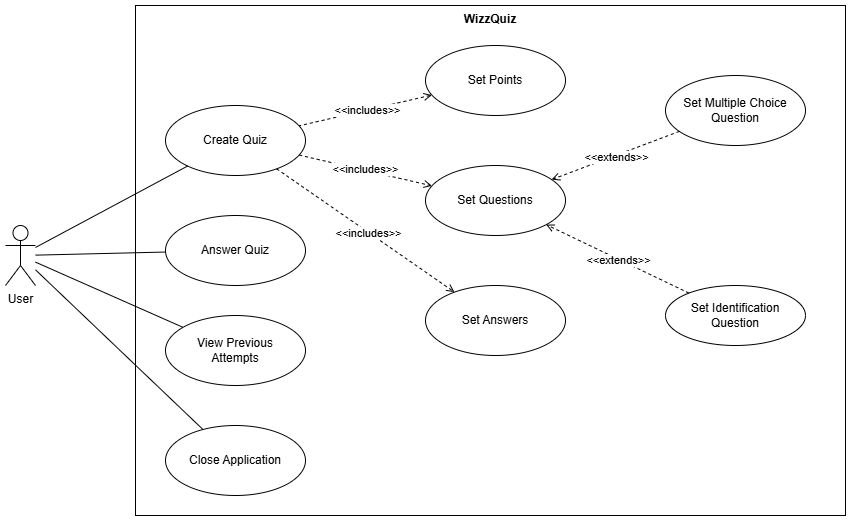 WizzQuiz
Set Points
Set Multiple Choice
Question
<<includes>>
Create Quiz
<<extends>>
<<includes>>
Set Questions
<<includes>>
Answer Quiz
<<extends>>
User
Set Identification
Question
Set Answers
View Previous
Attempts
Close Application